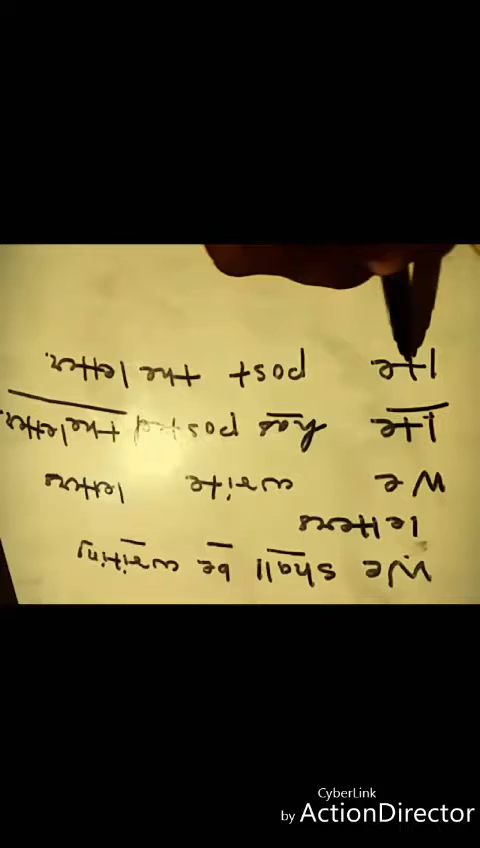 We shall be writing
letters
We write letters
He has posted the letter.
He post the letter.
CyberLink
by ActionDirector